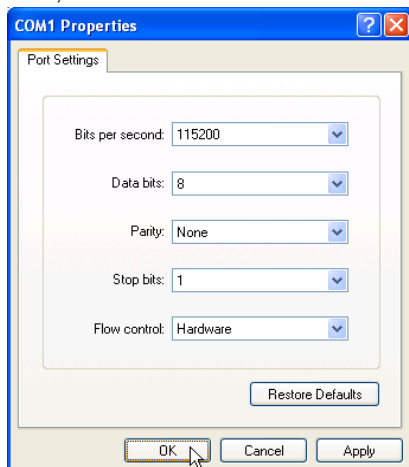 COM1 Properties
Port Settings
Bits per second: 115200
Data bits: 8
Parity: None
Stop bits: 1
Flow control: Hardware
Restore Defaults
OK Cancel Apply